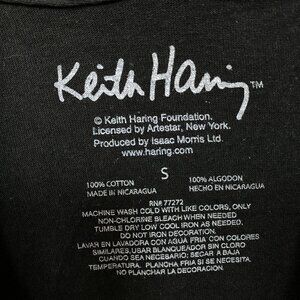 Keith Haring™
© Keith Haring Foundation.
Licensed by Artestar, New York.
Produced by Isaac Morris Ltd.
www.haring.com
S
100% COTTON 100% ALGODON
MADE IN NICARAGUA HECHO EN NICARAGUA
RN# 77272
MACHINE WASH COLD WITH LIKE COLORS, ONLY
NON-CHLORINE BLEACH WHEN NEEDED
TUMBLE DRY LOW COOL IRON AS NEEDED,
DO NOT IRON DECORATION.
LAVAR EN LAVADORA CON AGUA FRIA CON COLORES
SIMILARES, USAR BLANQUEADOR SIN CLORO
CUANDO SEA NECESARIO; SECAR A BAJA
TEMPERATURA. PLANCHA FRIA SI SE NECESITA.
NO PLANCHAR LA DECORACION.